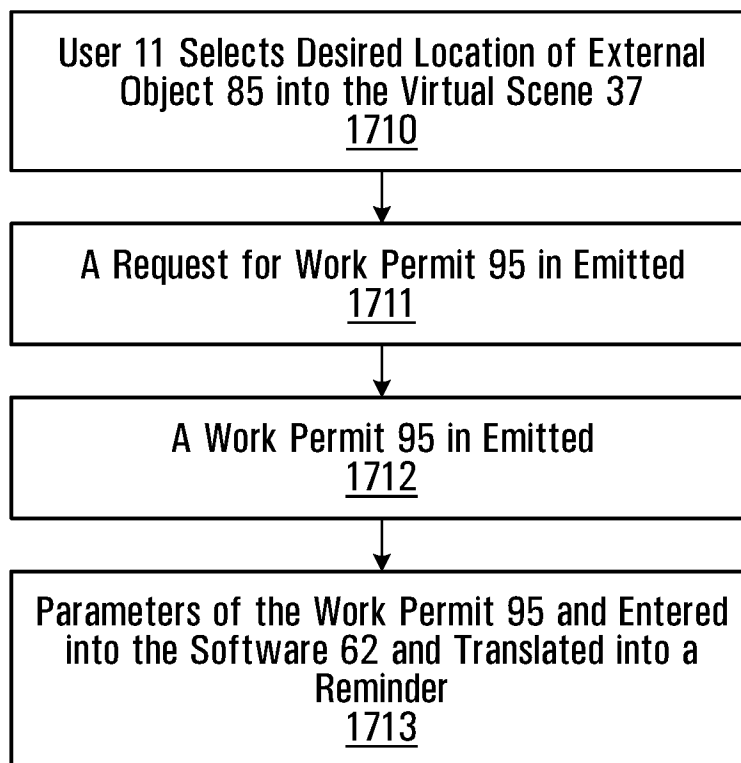 User 11 Selects Desired Location of External
Object 85 into the Virtual Scene 37
1710
A Request for Work Permit 95 in Emitted
1711
A Work Permit 95 in Emitted
1712
Parameters of the Work Permit 95 and Entered
into the Software 62 and Translated into a
Reminder
1713